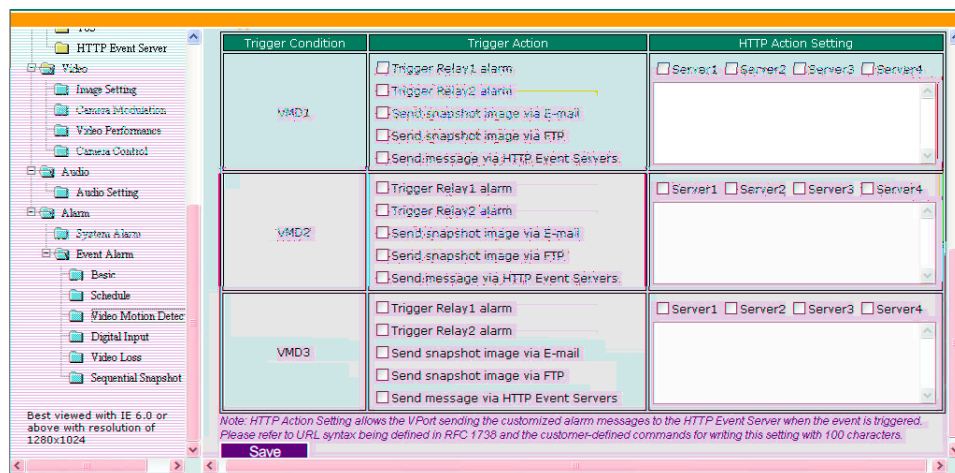 HTTP Event Server
Video
Image Setting
Camera Modulation
Video Performance
Camera Control
Audio
Audio Setting
Alarm
System Alarm
Event Alarm
Basic
Schedule
Video Motion Detec
Digital Input
Video Loss
Sequential Snapshot
Best viewed with IE 6.0 or
above with resolution of
1280x1024
Trigger Condition Trigger Action HTTP Action Setting
VMD1
Trigger Relay1 alarm
Trigger Relay2 alarm
Send snapshot image via E-mail
Send snapshot image via FTP
Send message via HTTP Event Servers
Server1 Server2 Server3 Server4
VMD2
Trigger Relay1 alarm
Trigger Relay2 alarm
Send snapshot image via E-mail
Send snapshot image via FTP
Send message via HTTP Event Servers
Server1 Server2 Server3 Server4
VMD3
Trigger Relay1 alarm
Trigger Relay2 alarm
Send snapshot image via E-mail
Send snapshot image via FTP
Send message via HTTP Event Servers
Server1 Server2 Server3 Server4
Note: HTTP Action Setting allows the VPort sending the customized alarm messages to the HTTP Event Server when the event is triggered.
Please refer to URL syntax being defined in RFC 1738 and the customer-defined commands for writing this setting with 100 characters.
Save